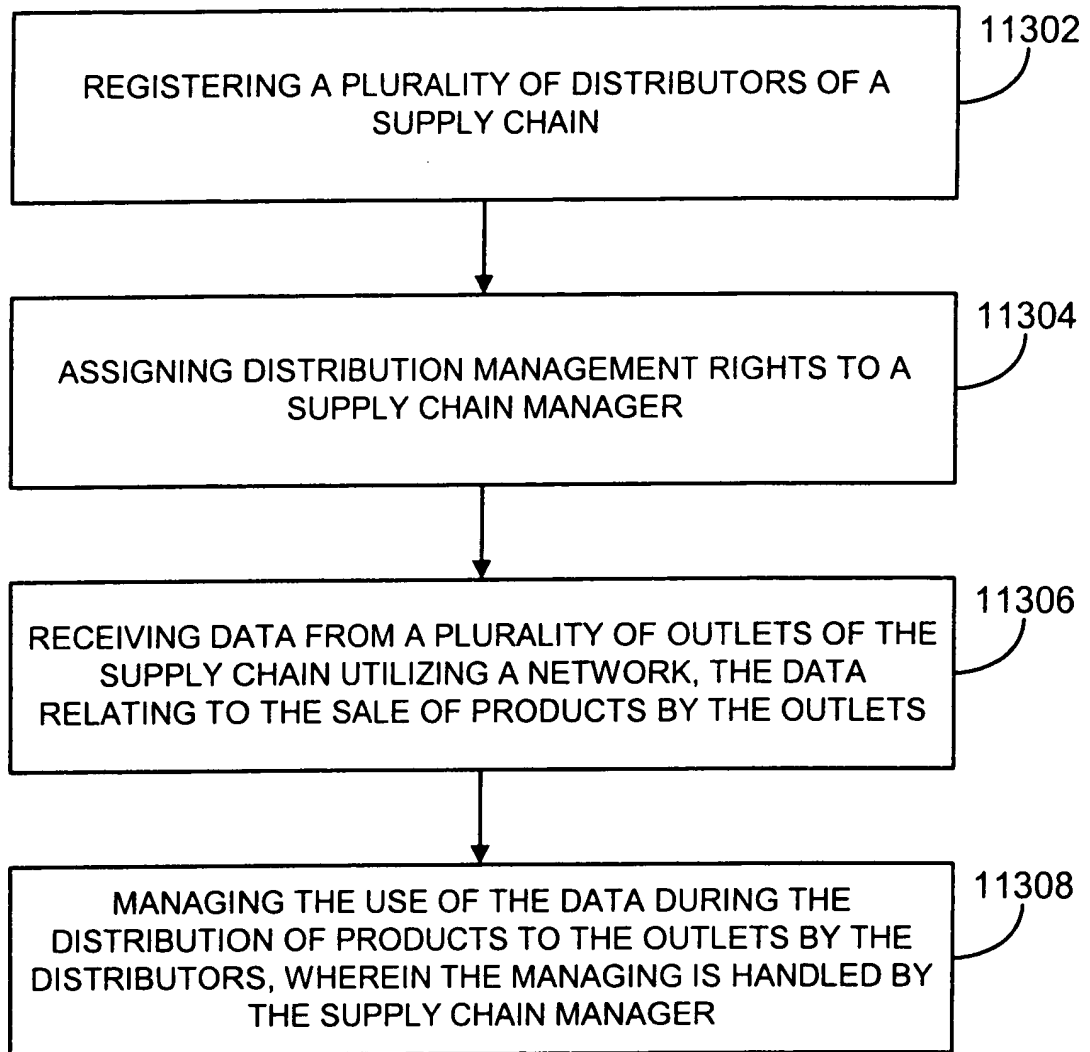 11302
REGISTERING A PLURALITY OF DISTRIBUTORS OF A
SUPPLY CHAIN
11304
ASSIGNING DISTRIBUTION MANAGEMENT RIGHTS TO A
SUPPLY CHAIN MANAGER
11306
RECEIVING DATA FROM A PLURALITY OF OUTLETS OF THE
SUPPLY CHAIN UTILIZING A NETWORK, THE DATA
RELATING TO THE SALE OF PRODUCTS BY THE OUTLETS
11308
MANAGING THE USE OF THE DATA DURING THE
DISTRIBUTION OF PRODUCTS TO THE OUTLETS BY THE
DISTRIBUTORS, WHEREIN THE MANAGING IS HANDLED BY
THE SUPPLY CHAIN MANAGER